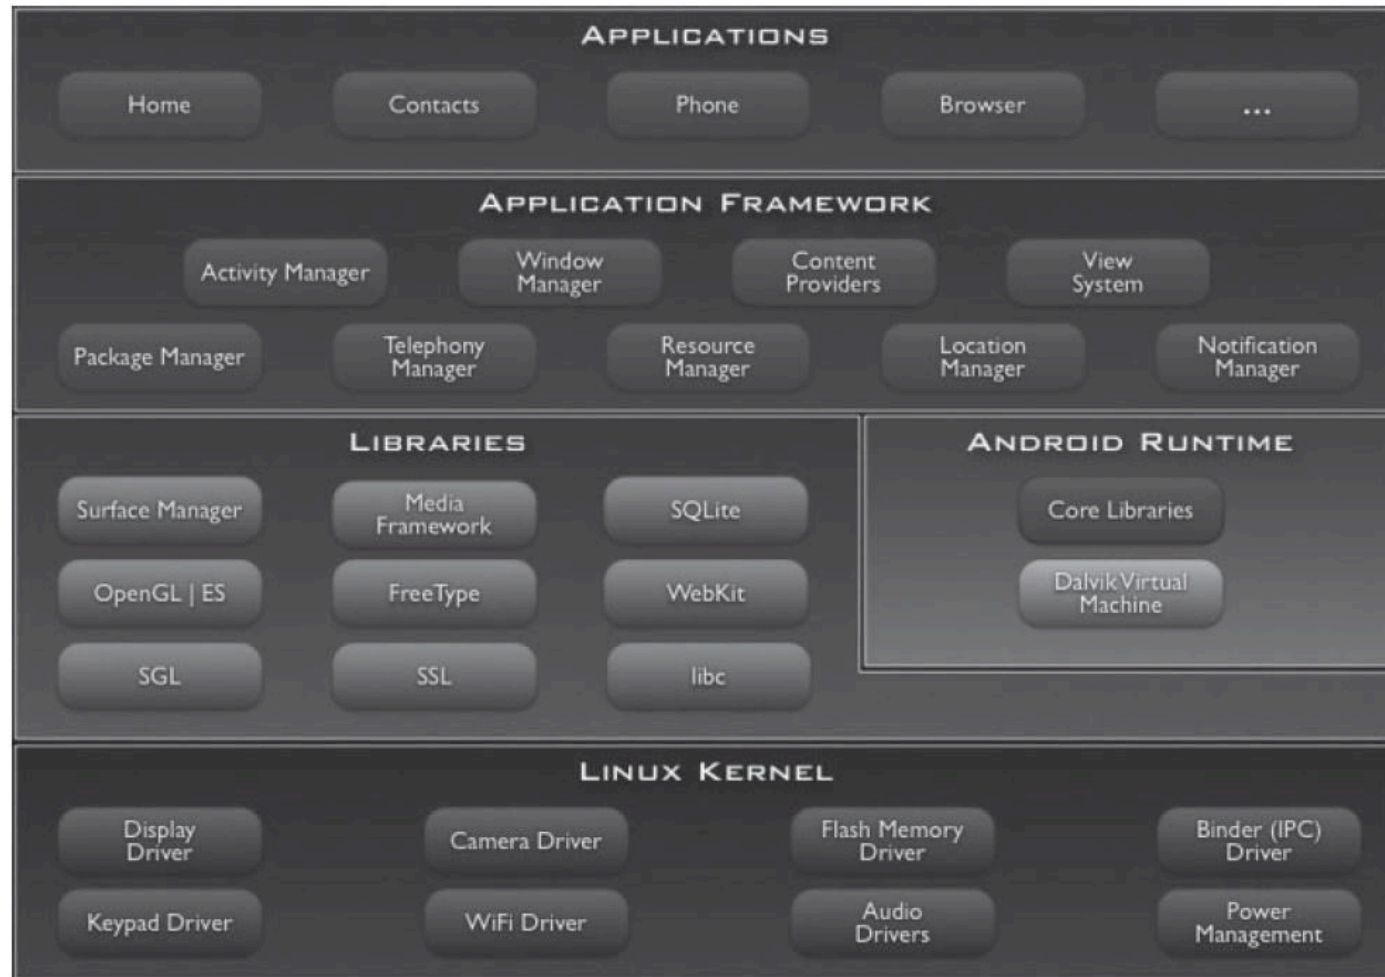 APPLICATIONS
Home
Contacts
Phone
Browser
...
APPLICATION FRAMEWORK
Activity Manager
Window
Manager
Content
Providers
View
System
Package Manager
Telephony
Manager
Resource
Manager
Location
Manager
Notification
Manager
LIBRARIES
Surface Manager
Media
Framework
SQLite
OpenGL | ES
FreeType
WebKit
SGL
SSL
libc
ANDROID RUNTIME
Core Libraries
Dalvik Virtual
Machine
LINUX KERNEL
Display
Driver
Camera Driver
Flash Memory
Driver
Binder (IPC)
Driver
Keypad Driver
WiFi Driver
Audio
Drivers
Power
Management